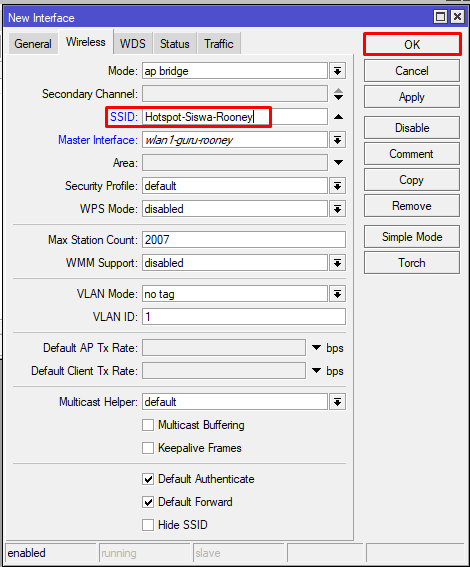 New Interface
General Wireless WDS Status Traffic
Mode: ap bridge
Secondary Channel:
SSID: Hotspot-Siswa-Rooney
Master Interface: wlan1-guru-rooney
Area:
Security Profile: default
WPS Mode: disabled
Max Station Count: 2007
WMM Support: disabled
VLAN Mode: no tag
VLAN ID: 1
Default AP Tx Rate: bps
Default Client Tx Rate: bps
Multicast Helper: default
Multicast Buffering
Keepalive Frames
Default Authenticate
Default Forward
Hide SSID
OK
Cancel
Apply
Disable
Comment
Copy
Remove
Simple Mode
Torch
enabled running slave